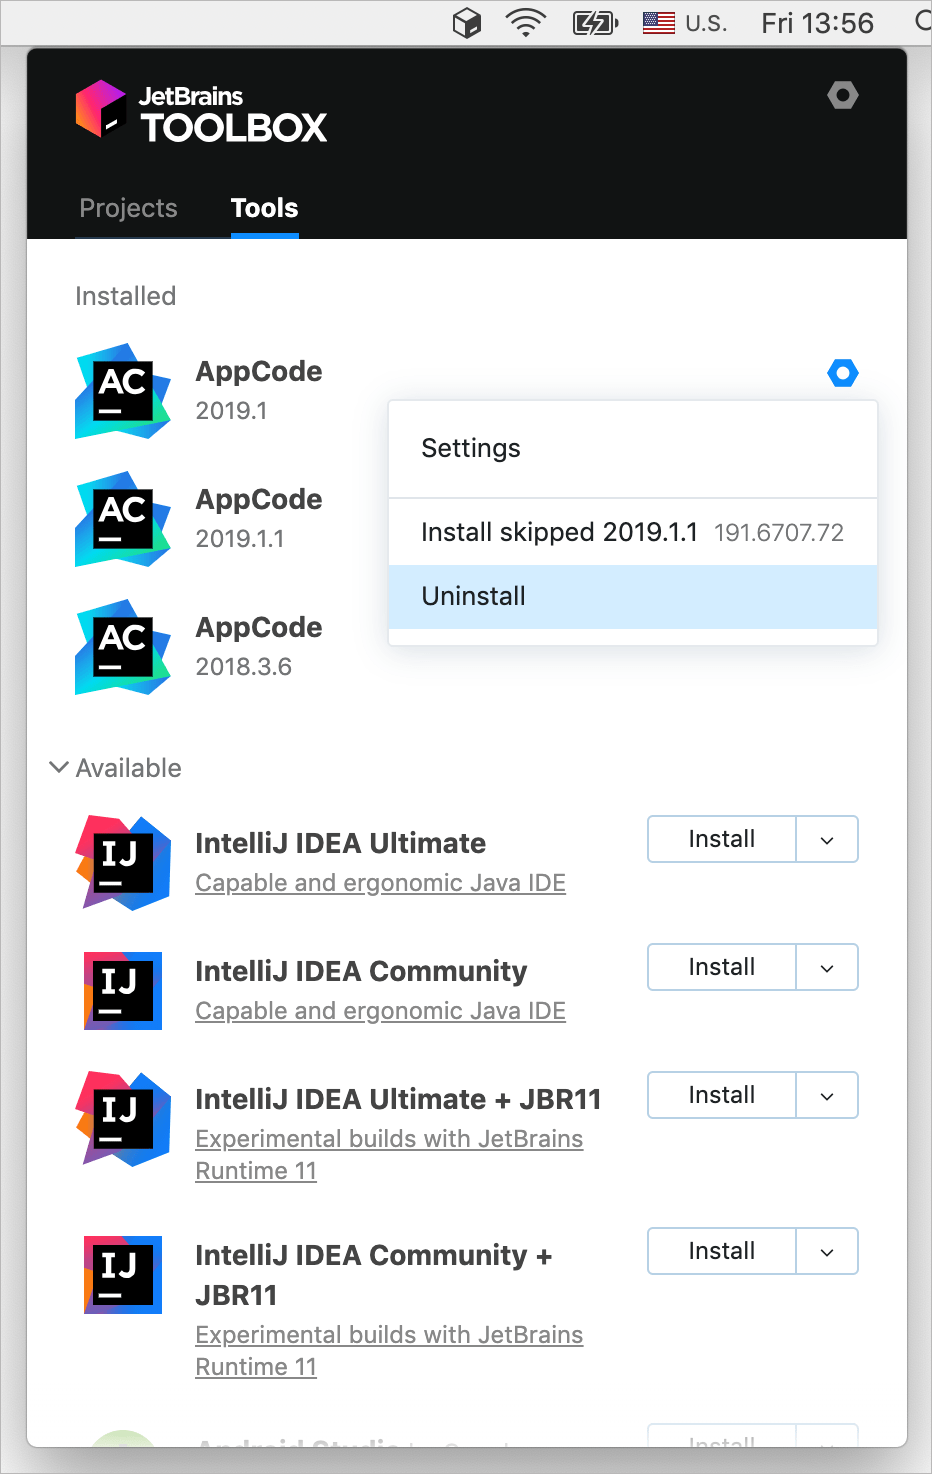 U.S. Fri 13:56
JetBrains
TOOLBOX
Projects Tools
Installed
AC
AppCode
2019.1
Settings
AC
AppCode
2019.1.1
Install skipped 2019.1.1 191.6707.72
Uninstall
AC
AppCode
2018.3.6
Available
IJ
IntelliJ IDEA Ultimate
Install
Capable and ergonomic Java IDE
IJ
IntelliJ IDEA Community
Install
Capable and ergonomic Java IDE
IJ
IntelliJ IDEA Ultimate + JBR11
Install
Experimental builds with JetBrains
Runtime 11
IJ
IntelliJ IDEA Community +
JBR11
Install
Experimental builds with JetBrains
Runtime 11
Android Studio
Install